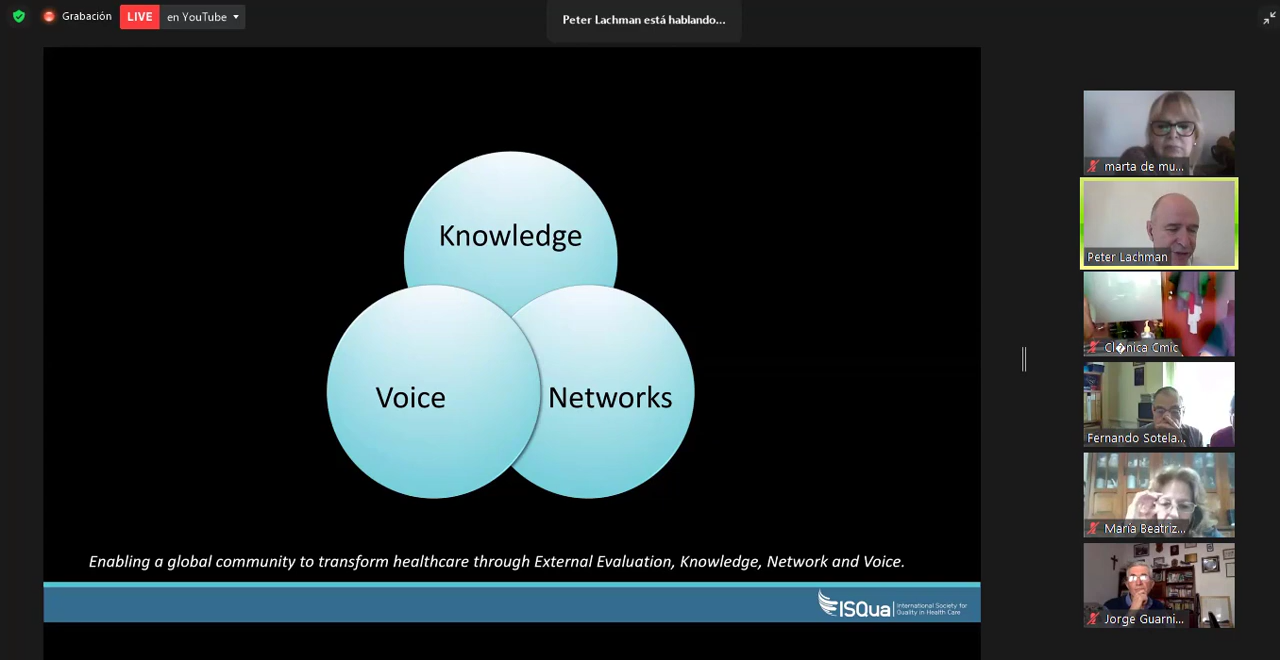 Grabación
LIVE
en YouTube
Peter Lachman está hablando...
Knowledge
Voice
Networks
Enabling a global community to transform healthcare through External Evaluation, Knowledge, Network and Voice.
ISQua
International Society for
Quality in Health Care
marta de mu...
Peter Lachman
Cl�nica Cmic
Fernando Sotela...
María Beatriz...
Jorge Guarni...